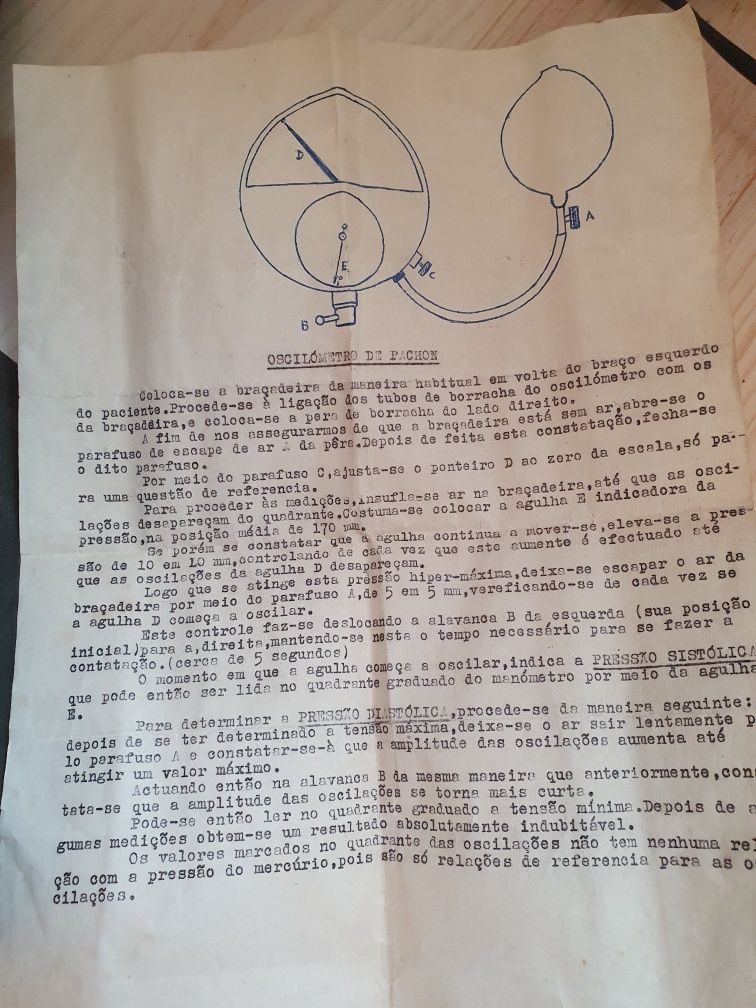 D
E
B
C
A
OSCILÓMETRO DE PACHON
Coloca-se a braçadeira da maneira habitual em volta do braço esquerdo
do paciente.Procede-se à ligação dos tubos de borracha do oscilómetro com os
da braçadeira,e coloca-se a pera de borracha do lado direito.
A fim de nos assegurarmos de que a braçadeira está sem ar,abre-se o
parafuso de escape de ar A da pêra.Depois de feita esta constatação,fecha-se
o dito parafuso.
Por meio do parafuso C,ajusta-se o ponteiro D ao zero da escala,só pa-
ra uma questão de referencia.
Para proceder às medições,insufla-se ar na braçadeira,até que as osci-
lações desapareçam do quadrante.Costuma-se colocar a agulha E indicadora da
pressão,na posição média de 170 mm.
Se porém se constatar que a agulha continua a mover-se,eleva-se a pres-
são de 10 em 10 mm,controlando de cada vez que este aumento é efectuado até
que as oscilações da agulha D desapareçam.
Logo que se atinge esta pressão hiper-máxima,deixa-se escapar o ar da
braçadeira por meio do parafuso A,de 5 em 5 mm,vereficando-se de cada vez se
a agulha D começa a oscilar.
Este controle faz-se deslocando a alavanca B da esquerda (sua posição
inicial)para a,direita,mantendo-se nesta o tempo necessário para se fazer a
contatação.(cerca de 5 segundos)
O momento em que a agulha começa a oscilar,indica a PRESSÃO SISTÓLICA
que pode então ser lida no quadrante graduado do manómetro por meio da agulha
E.
Para determinar a PRESSÃO DIASTÓLICA,procede-se da maneira seguinte:
depois de se ter determinado a tensão máxima,deixa-se o ar sair lentamente p
lo parafuso A e constatar-se-à que a amplitude das oscilações aumenta até
atingir um valor máximo.
Actuando então na alavanca B da mesma maneira que anteriormente,cons
tata-se que a amplitude das oscilações se torna mais curta.
Pode-se então ler no quadrante graduado a tensão mínima.Depois de a
gumas medições obtem-se um resultado absolutamente indubitável.
Os valores marcados no quadrante das oscilações não tem nenhuma rel
ção com a pressão do mercúrio,pois são só relações de referencia para as o
cilações.